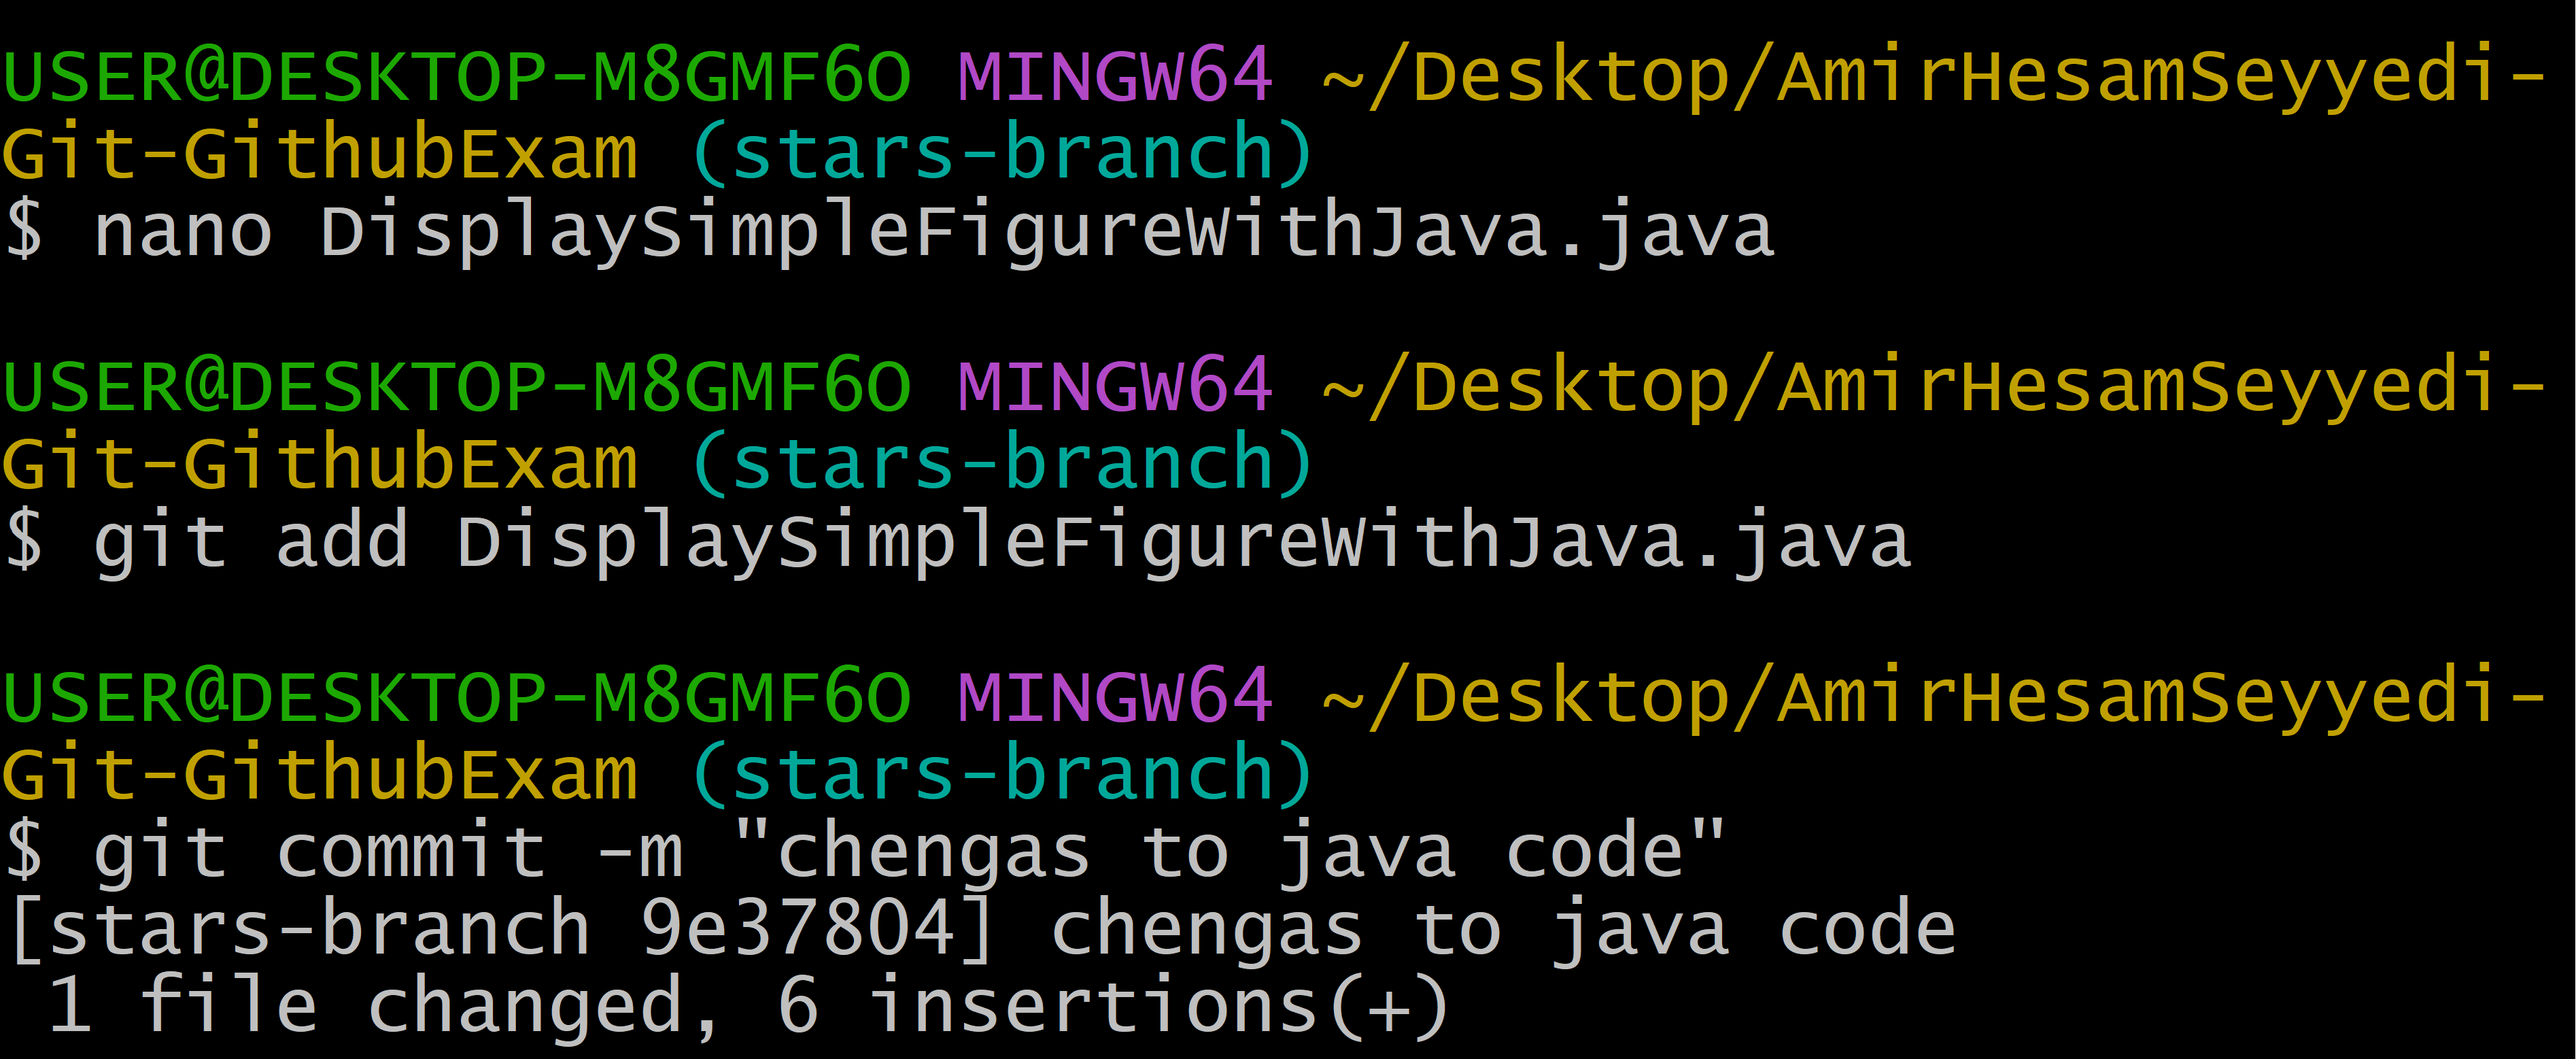 USER@DESKTOP-M8GMF6O MINGW64 ~/Desktop/AmirHesamSeyyedi-
Git-GithubExam (stars-branch)
$ nano DisplaySimpleFigureWithJava.java
USER@DESKTOP-M8GMF6O MINGW64 ~/Desktop/AmirHesamSeyyedi-
Git-GithubExam (stars-branch)
$ git add DisplaySimpleFigureWithJava.java
USER@DESKTOP-M8GMF6O MINGW64 ~/Desktop/AmirHesamSeyyedi-
Git-GithubExam (stars-branch)
$ git commit -m "chengas to java code"
[stars-branch 9e37804] chengas to java code
 1 file changed, 6 insertions(+)